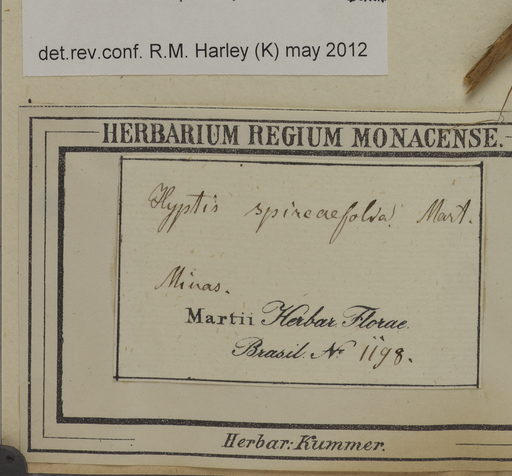 det.rev.conf. R.M. Harley (K) may 2012
HERBARIUM REGIUM MONACENSE.
Hyptis spiraeaefolia. Mart.
Minas.
Martii Herbar. Florae
Brasil. No 1198.
Herbar: Kummer.